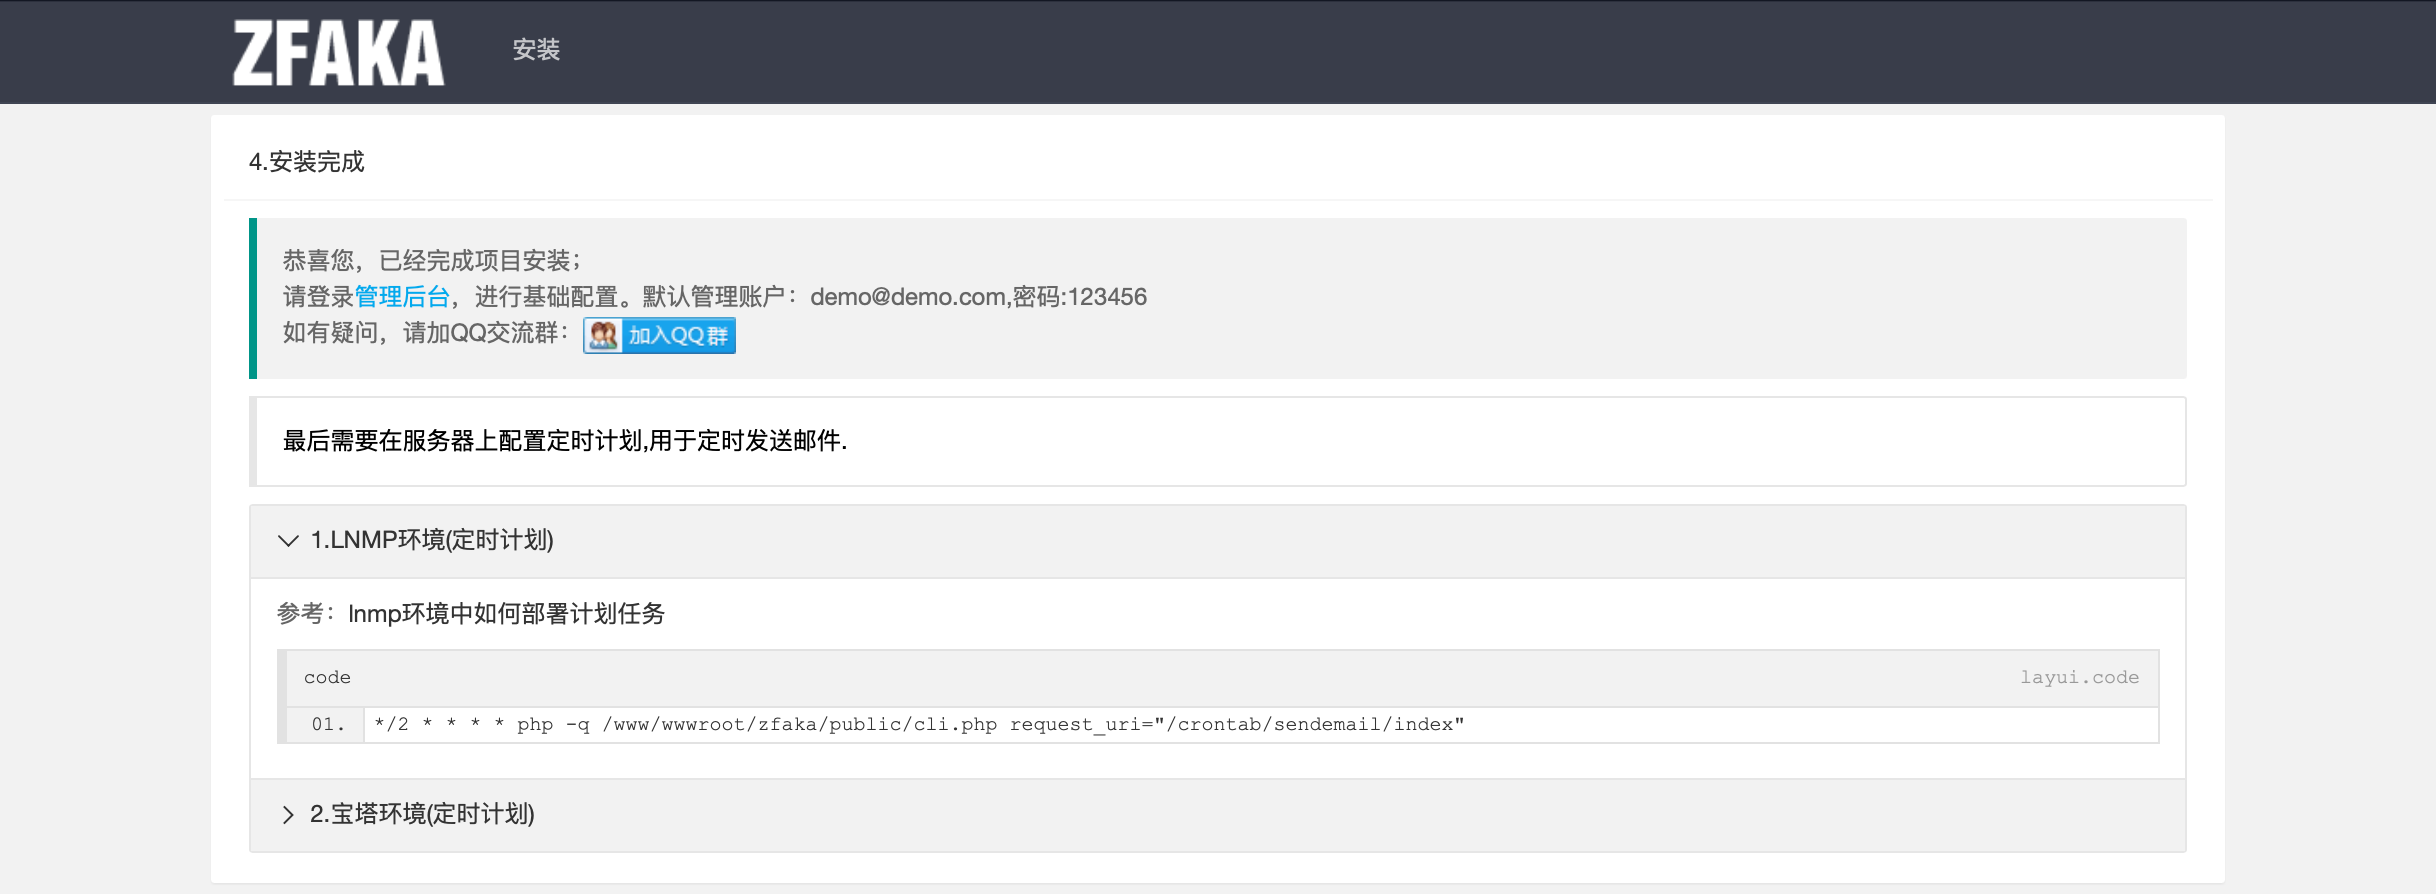 ZFAKA 安装
4.安装完成
恭喜您，已经完成项目安装；
请登录管理后台，进行基础配置。默认管理账户：demo@demo.com,密码:123456
如有疑问，请加QQ交流群： 加入QQ群
最后需要在服务器上配置定时计划,用于定时发送邮件.
1.LNMP环境(定时计划)
参考：lnmp环境中如何部署计划任务
code layui.code
01. */2 * * * * php -q /www/wwwroot/zfaka/public/cli.php request_uri="/crontab/sendemail/index"
2.宝塔环境(定时计划)